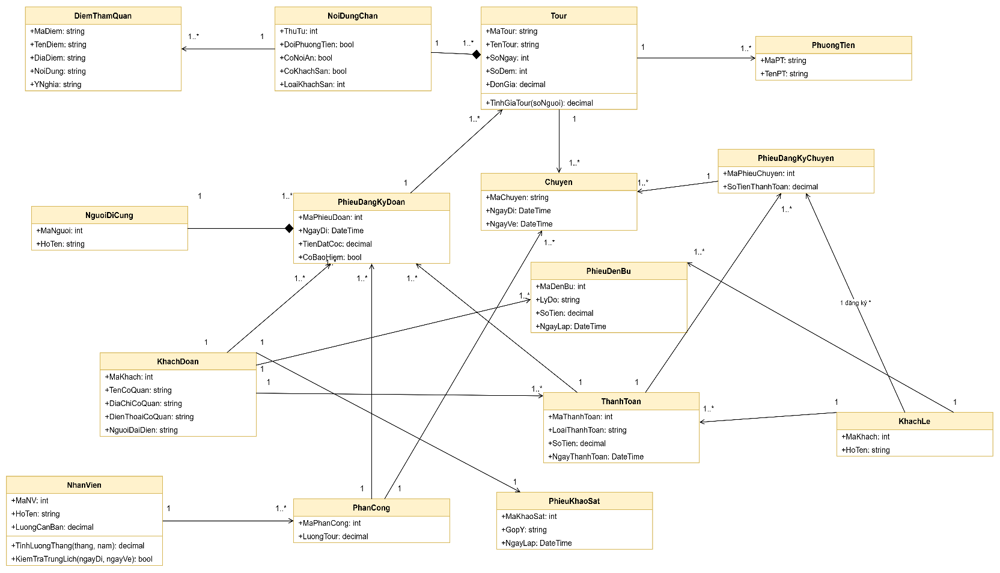 DiemThamQuan
+MaDiem: string
+TenDiem: string
+DiaDiem: string
+NoiDung: string
+YNghia: string
1..*
1
NoiDungChan
+ThuTu: int
+DoiPhuongTien: bool
+CoNoiAn: bool
+CoKhachSan: bool
+LoaiKhachSan: int
1
1..*
Tour
+MaTour: string
+TenTour: string
+SoNgay: int
+SoDem: int
+DonGia: decimal
+TinhGiaTour(soNguoi): decimal
1
1..*
PhuongTien
+MaPT: string
+TenPT: string
1..*
1
1
1..*
NguoiDiCung
+MaNguoi: int
+HoTen: string
1
1..*
PhieuDangKyDoan
+MaPhieuDoan: int
+NgayDi: DateTime
+TienDatCoc: decimal
+CoBaoHiem: bool
1..*
1..*
1..*
1..*
Chuyen
+MaChuyen: string
+NgayDi: DateTime
+NgayVe: DateTime
1..*
1..*
1
PhieuDangKyChuyen
+MaPhieuChuyen: int
+SoTienThanhToan: decimal
1..*
1..*
PhieuDenBu
+MaDenBu: int
+LyDo: string
+SoTien: decimal
+NgayLap: DateTime
1..*
1 đăng ký *
1
1
KhachDoan
+MaKhach: int
+TenCoQuan: string
+DiaChiCoQuan: string
+DienThoaiCoQuan: string
+NguoiDaiDien: string
1
1
1..*
1
1
ThanhToan
+MaThanhToan: int
+LoaiThanhToan: string
+SoTien: decimal
+NgayThanhToan: DateTime
1..*
1
1
KhachLe
+MaKhach: int
+HoTen: string
NhanVien
+MaNV: int
+HoTen: string
+LuongCanBan: decimal
+TinhLuongThang(thang, nam): decimal
+KiemTraTrungLich(ngayDi, ngayVe): bool
1
1..*
1
1
PhanCong
+MaPhanCong: int
+LuongTour: decimal
1
PhieuKhaoSat
+MaKhaoSat: int
+GopY: string
+NgayLap: DateTime